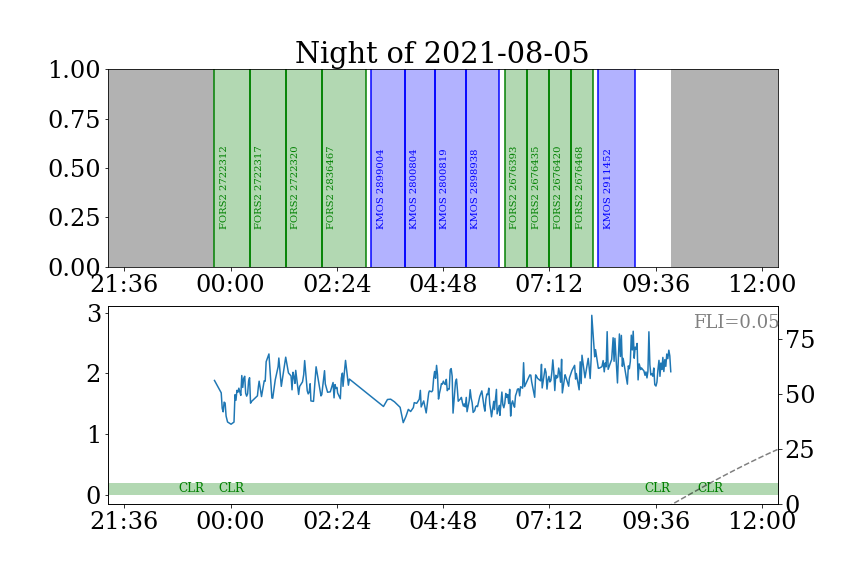 Night of 2021-08-05
1.00
0.75
0.50
0.25
0.00
FORS2 2722312
FORS2 2722317
FORS2 2722320
FORS2 2836467
KMOS 2899004
KMOS 2800804
KMOS 2800819
KMOS 2898938
FORS2 2676393
FORS2 2676435
FORS2 2676420
FORS2 2676468
KMOS 2911452
21:36 00:00 02:24 04:48 07:12 09:36 12:00
3
2
1
0
FLI=0.05
75
50
25
0
CLR CLR CLR CLR
21:36 00:00 02:24 04:48 07:12 09:36 12:00